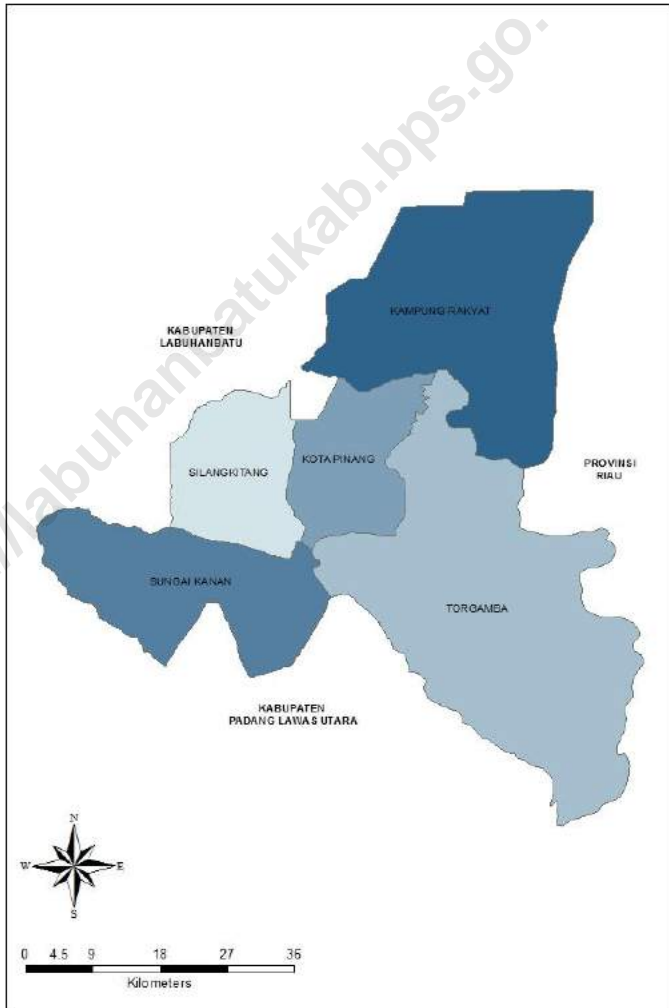 //labuhanbatukab.bps.go.
KAMPUNG RAKYAT
KABUPATEN
LABUHANBATU
SILANGKITANG
KOTA PINANG
PROVINSI
RIAU
SUNGAI KANAN
TORGAMBA
KABUPATEN
PADANG LAWAS UTARA
N
W E
S
0 4.5 9 18 27 36
Kilometers